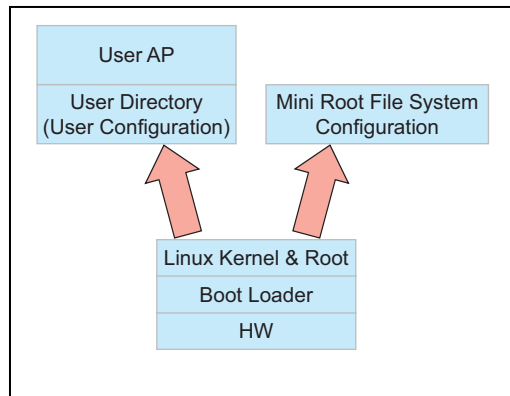 User AP
User Directory
(User Configuration)
Mini Root File System
Configuration
Linux Kernel & Root
Boot Loader
HW